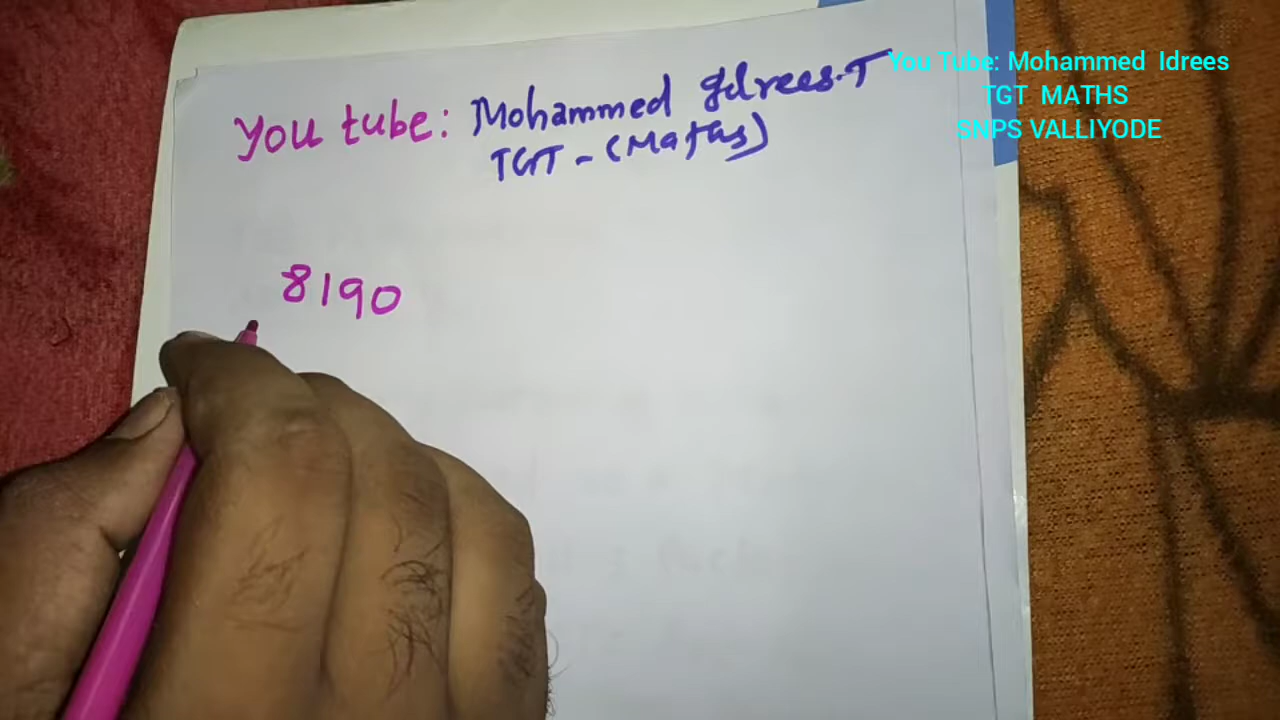 You tube: Mohammed Idrees.T
TGT - (Maths)
8190
You Tube: Mohammed Idrees
TGT MATHS
SNPS VALLIYODE